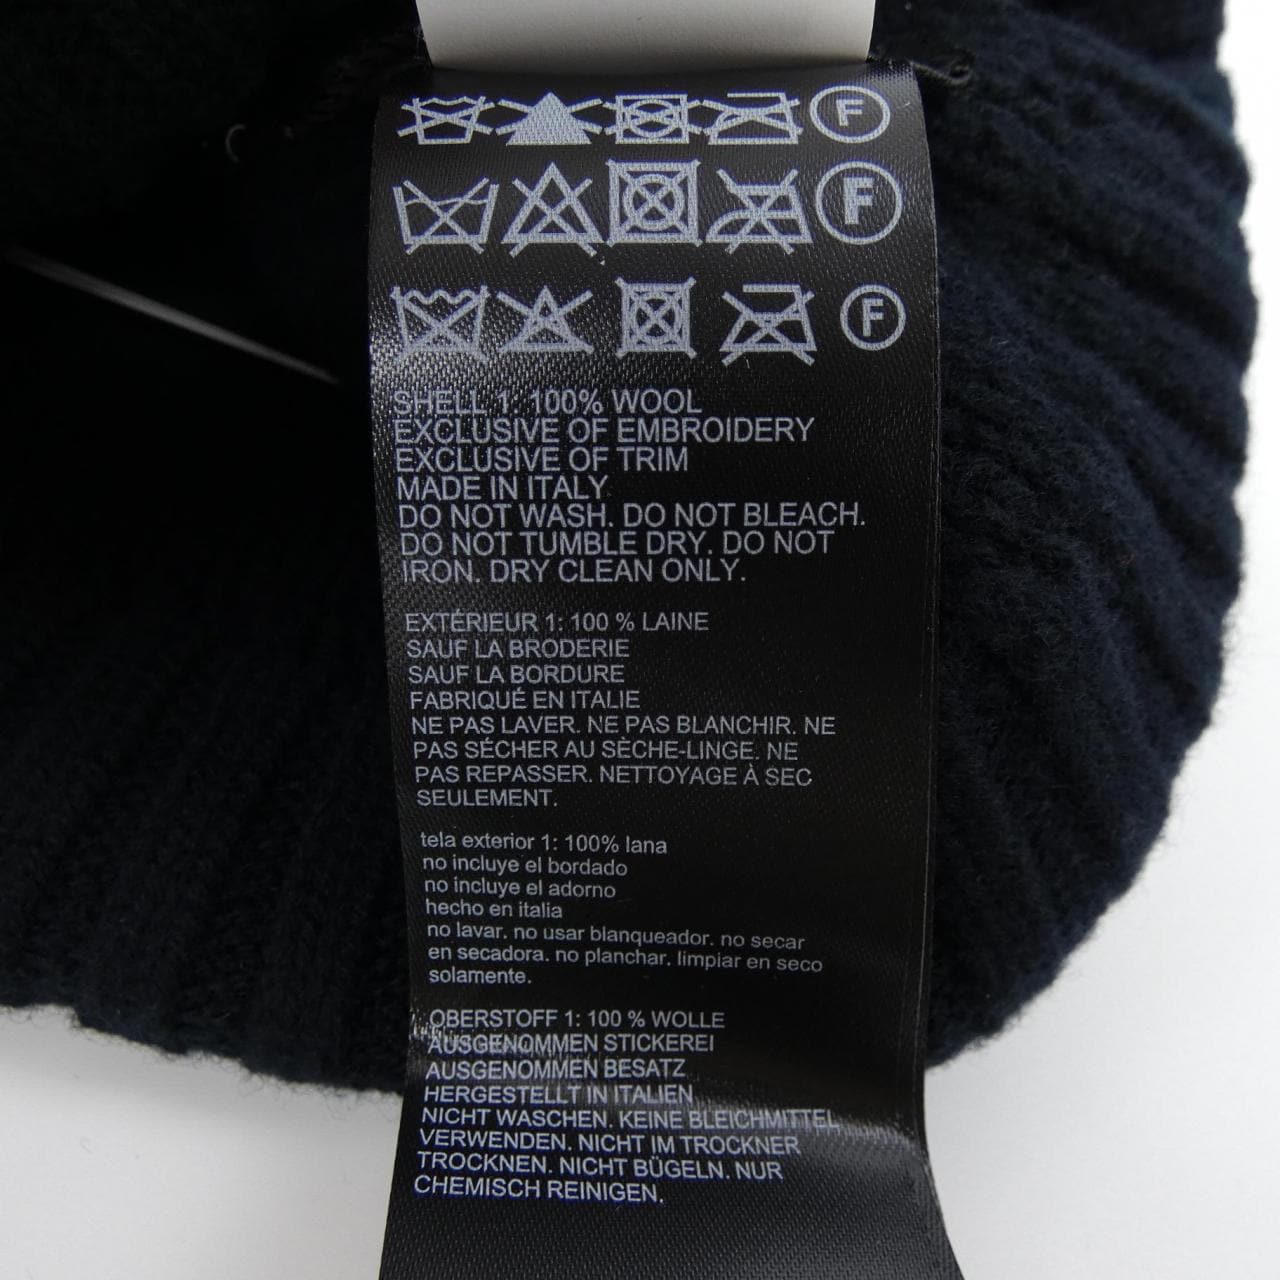 F
F
F
SHELL 1: 100% WOOL
EXCLUSIVE OF EMBROIDERY
EXCLUSIVE OF TRIM
MADE IN ITALY
DO NOT WASH. DO NOT BLEACH.
DO NOT TUMBLE DRY. DO NOT
IRON. DRY CLEAN ONLY.
EXTÉRIEUR 1: 100 % LAINE
SAUF LA BRODERIE
SAUF LA BORDURE
FABRIQUÉ EN ITALIE
NE PAS LAVER. NE PAS BLANCHIR. NE
PAS SÉCHER AU SÈCHE-LINGE. NE
PAS REPASSER. NETTOYAGE À SEC
SEULEMENT.
tela exterior 1: 100% lana
no incluye el bordado
no incluye el adorno
hecho en italia
no lavar. no usar blanqueador. no secar
en secadora. no planchar. limpiar en seco
solamente.
OBERSTOFF 1: 100 % WOLLE
AUSGENOMMEN STICKEREI
AUSGENOMMEN BESATZ
HERGESTELLT IN ITALIEN
NICHT WASCHEN. KEINE BLEICHMITTEL
VERWENDEN. NICHT IM TROCKNER
TROCKNEN. NICHT BÜGELN. NUR
CHEMISCH REINIGEN.